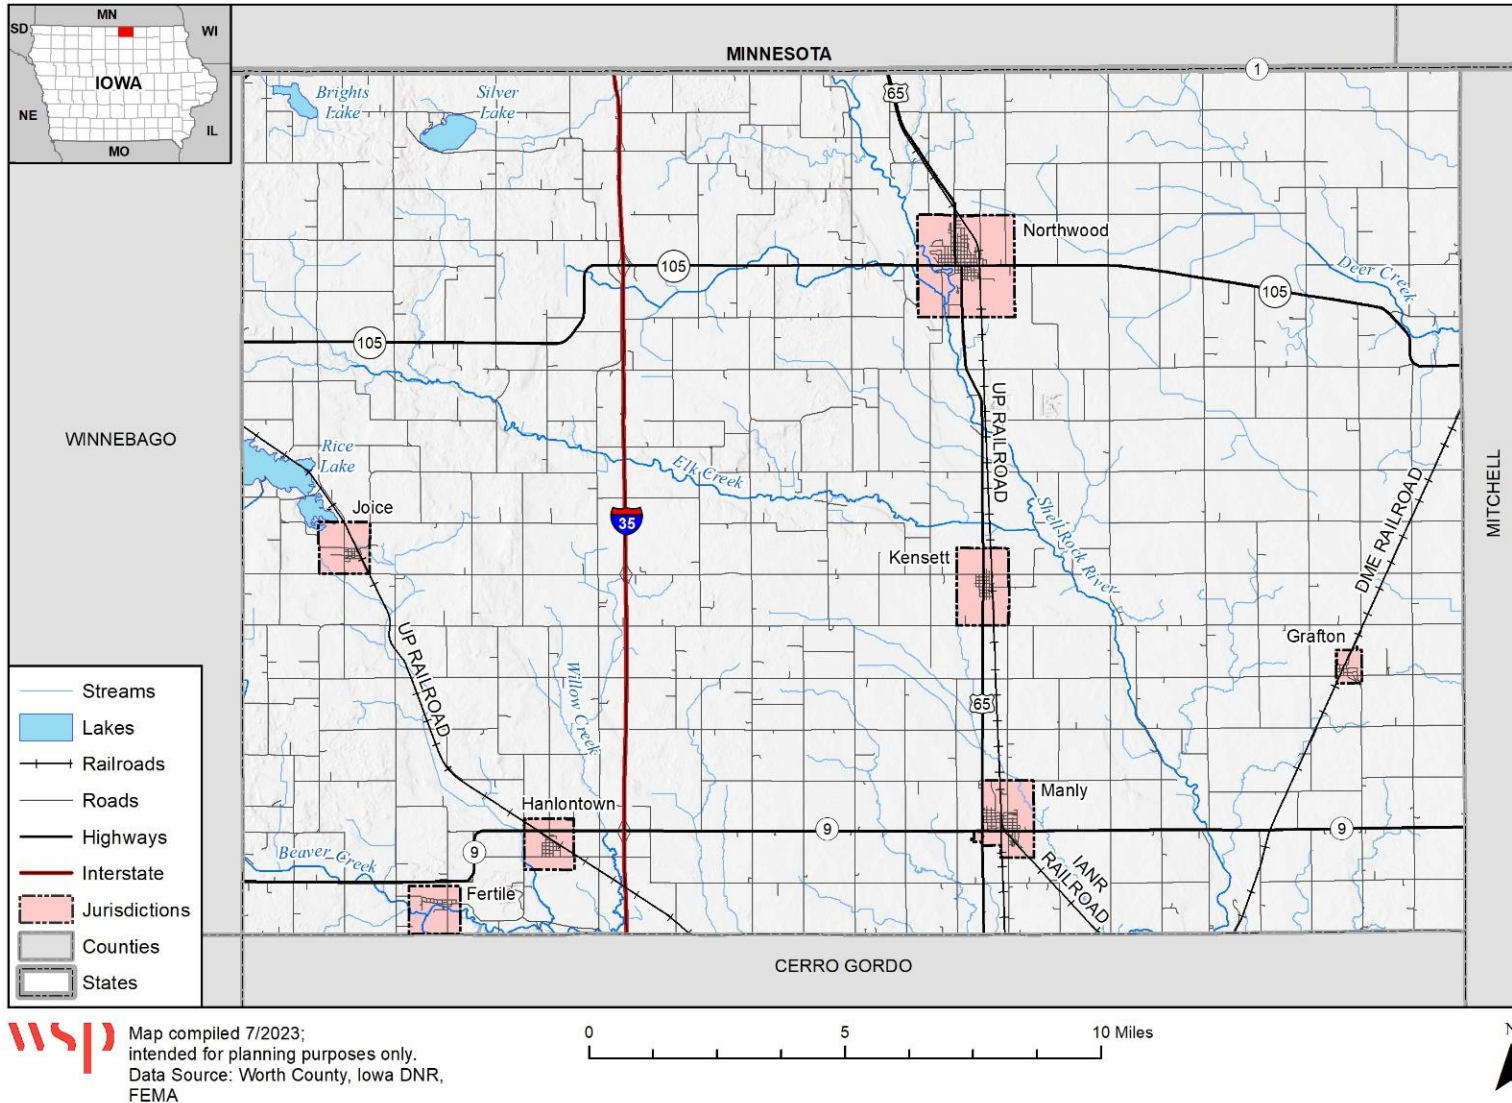 MN
SD
WI
IOWA
NE
IL
MO
MINNESOTA
1
Brights
Lake
Silver
Lake
65
Northwood
105
Deer Creek
105
105
WINNEBAGO
Rice
Lake
Joice
Elk Creek
35
UP RAILROAD
Shell Rock River
Kensett
DME RAILROAD
MITCHELL
Grafton
UP RAILROAD
Willow Creek
65
Hanlontown
Manly
9
9
9
Beaver Creek
Fertile
IANR
RAILROAD
CERRO GORDO
Streams
Lakes
Railroads
Roads
Highways
Interstate
Jurisdictions
Counties
States
wsp
Map compiled 7/2023;
intended for planning purposes only.
Data Source: Worth County, Iowa DNR,
FEMA
0 5 10 Miles